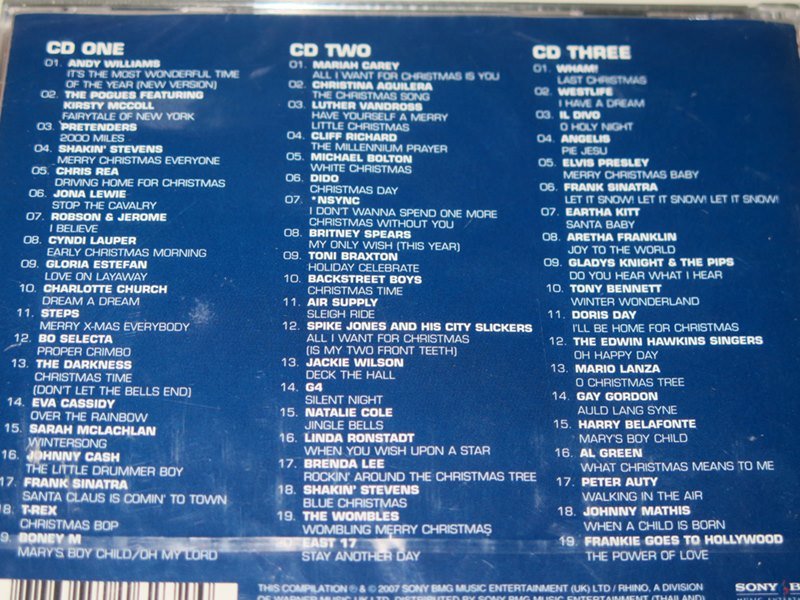 CD ONE
01. ANDY WILLIAMS
IT'S THE MOST WONDERFUL TIME
OF THE YEAR (NEW VERSION)
02. THE POGUES FEATURING
KIRSTY MCCOLL
FAIRYTALE OF NEW YORK
03. PRETENDERS
2000 MILES
04. SHAKIN' STEVENS
MERRY CHRISTMAS EVERYONE
05. CHRIS REA
DRIVING HOME FOR CHRISTMAS
06. JONA LEWIE
STOP THE CAVALRY
07. ROBSON & JEROME
I BELIEVE
08. CYNDI LAUPER
EARLY CHRISTMAS MORNING
09. GLORIA ESTEFAN
LOVE ON LAYAWAY
10. CHARLOTTE CHURCH
DREAM A DREAM
11. STEPS
MERRY X-MAS EVERYBODY
12. BO SELECTA
PROPER CRIMBO
13. THE DARKNESS
CHRISTMAS TIME
(DON'T LET THE BELLS END)
14. EVA CASSIDY
OVER THE RAINBOW
15. SARAH MCLACHLAN
WINTERSONG
16. JOHNNY CASH
THE LITTLE DRUMMER BOY
17. FRANK SINATRA
SANTA CLAUS IS COMIN' TO TOWN
18. T-REX
CHRISTMAS BOP
9. BONEY M
MARY'S BOY CHILD/OH MY LORD
CD TWO
01. MARIAH CAREY
ALL I WANT FOR CHRISTMAS IS YOU
02. CHRISTINA AGUILERA
THE CHRISTMAS SONG
03. LUTHER VANDROSS
HAVE YOURSELF A MERRY
LITTLE CHRISTMAS
04. CLIFF RICHARD
THE MILLENNIUM PRAYER
05. MICHAEL BOLTON
WHITE CHRISTMAS
06. DIDO
CHRISTMAS DAY
07. *NSYNC
I DON'T WANNA SPEND ONE MORE
CHRISTMAS WITHOUT YOU
08. BRITNEY SPEARS
MY ONLY WISH (THIS YEAR)
09. TONI BRAXTON
HOLIDAY CELEBRATE
10. BACKSTREET BOYS
CHRISTMAS TIME
11. AIR SUPPLY
SLEIGH RIDE
12. SPIKE JONES AND HIS CITY SLICKERS
ALL I WANT FOR CHRISTMAS
(IS MY TWO FRONT TEETH)
13. JACKIE WILSON
DECK THE HALL
14. G4
SILENT NIGHT
15. NATALIE COLE
JINGLE BELLS
16. LINDA RONSTADT
WHEN YOU WISH UPON A STAR
17. BRENDA LEE
ROCKIN' AROUND THE CHRISTMAS TREE
18. SHAKIN' STEVENS
BLUE CHRISTMAS
19. THE WOMBLES
WOMBLING MERRY CHRISTMAS
20. EAST 17
STAY ANOTHER DAY
CD THREE
01. WHAM!
LAST CHRISTMAS
02. WESTLIFE
I HAVE A DREAM
03. IL DIVO
O HOLY NIGHT
04. ANGELIS
PIE JESU
05. ELVIS PRESLEY
MERRY CHRISTMAS BABY
06. FRANK SINATRA
LET IT SNOW! LET IT SNOW! LET IT SNOW!
07. EARTHA KITT
SANTA BABY
08. ARETHA FRANKLIN
JOY TO THE WORLD
09. GLADYS KNIGHT & THE PIPS
DO YOU HEAR WHAT I HEAR
10. TONY BENNETT
WINTER WONDERLAND
11. DORIS DAY
I'LL BE HOME FOR CHRISTMAS
12. THE EDWIN HAWKINS SINGERS
OH HAPPY DAY
13. MARIO LANZA
O CHRISTMAS TREE
14. GAY GORDON
AULD LANG SYNE
15. HARRY BELAFONTE
MARY'S BOY CHILD
16. AL GREEN
WHAT CHRISTMAS MEANS TO ME
17. PETER AUTY
WALKING IN THE AIR
18. JOHNNY MATHIS
WHEN A CHILD IS BORN
19. FRANKIE GOES TO HOLLYWOOD
THE POWER OF LOVE
THIS COMPILATION ℗ & © 2007 SONY BMG MUSIC ENTERTAINMENT (UK) LTD / RHINO, A DIVISION
OF WARNER MUSIC UK LTD. DISTRIBUTED BY SONY BMG MUSIC ENTERTAINMENT (THAILAND)
SONY B